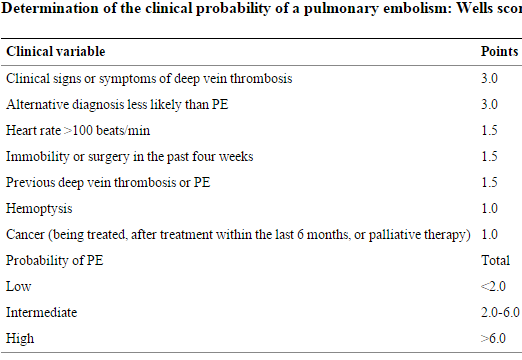 Determination of the clinical probability of a pulmonary embolism: Wells scor
Clinical variable Points
Clinical signs or symptoms of deep vein thrombosis 3.0
Alternative diagnosis less likely than PE 3.0
Heart rate >100 beats/min 1.5
Immobility or surgery in the past four weeks 1.5
Previous deep vein thrombosis or PE 1.5
Hemoptysis 1.0
Cancer (being treated, after treatment within the last 6 months, or palliative therapy) 1.0
Probability of PE Total
Low <2.0
Intermediate 2.0-6.0
High >6.0